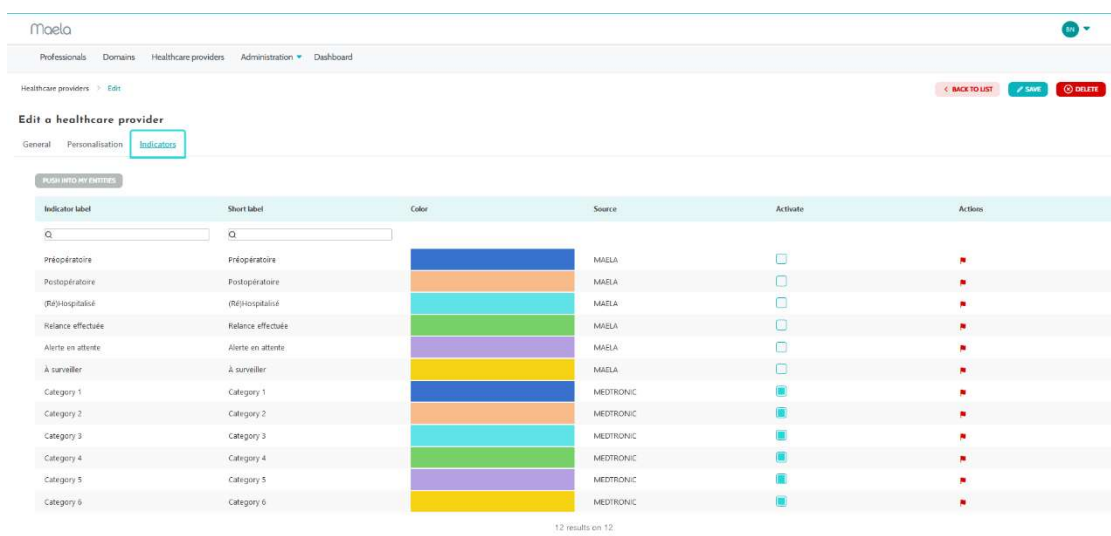 Maela
BN
Professionals Domains Healthcare providers Administration Dashboard
Healthcare providers > Edit
< BACK TO LIST SAVE DELETE
Edit a healthcare provider
General Personalisation Indicators
PUSH INTO MY ENTITIES
Indicator label Short label Color Source Activate Actions
Préopératoire Préopératoire MAELA
Postopératoire Postopératoire MAELA
(Ré)Hospitalisé (Ré)Hospitalisé MAELA
Relance effectuée Relance effectuée MAELA
Alerte en attente Alerte en attente MAELA
À surveiller À surveiller MAELA
Category 1 Category 1 MEDTRONIC
Category 2 Category 2 MEDTRONIC
Category 3 Category 3 MEDTRONIC
Category 4 Category 4 MEDTRONIC
Category 5 Category 5 MEDTRONIC
Category 6 Category 6 MEDTRONIC
12 results on 12